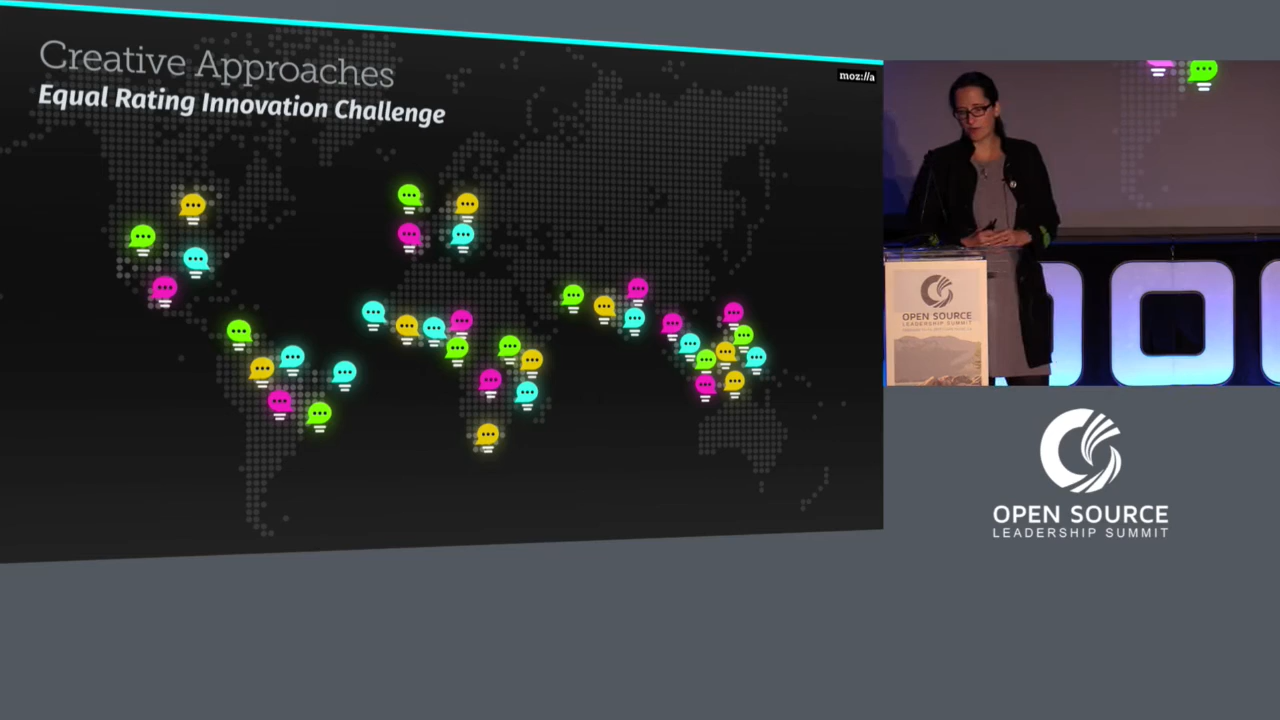 Creative Approaches
Equal Rating Innovation Challenge
moz://a
OPEN SOURCE
LEADERSHIP SUMMIT
OPEN SOURCE
LEADERSHIP SUMMIT